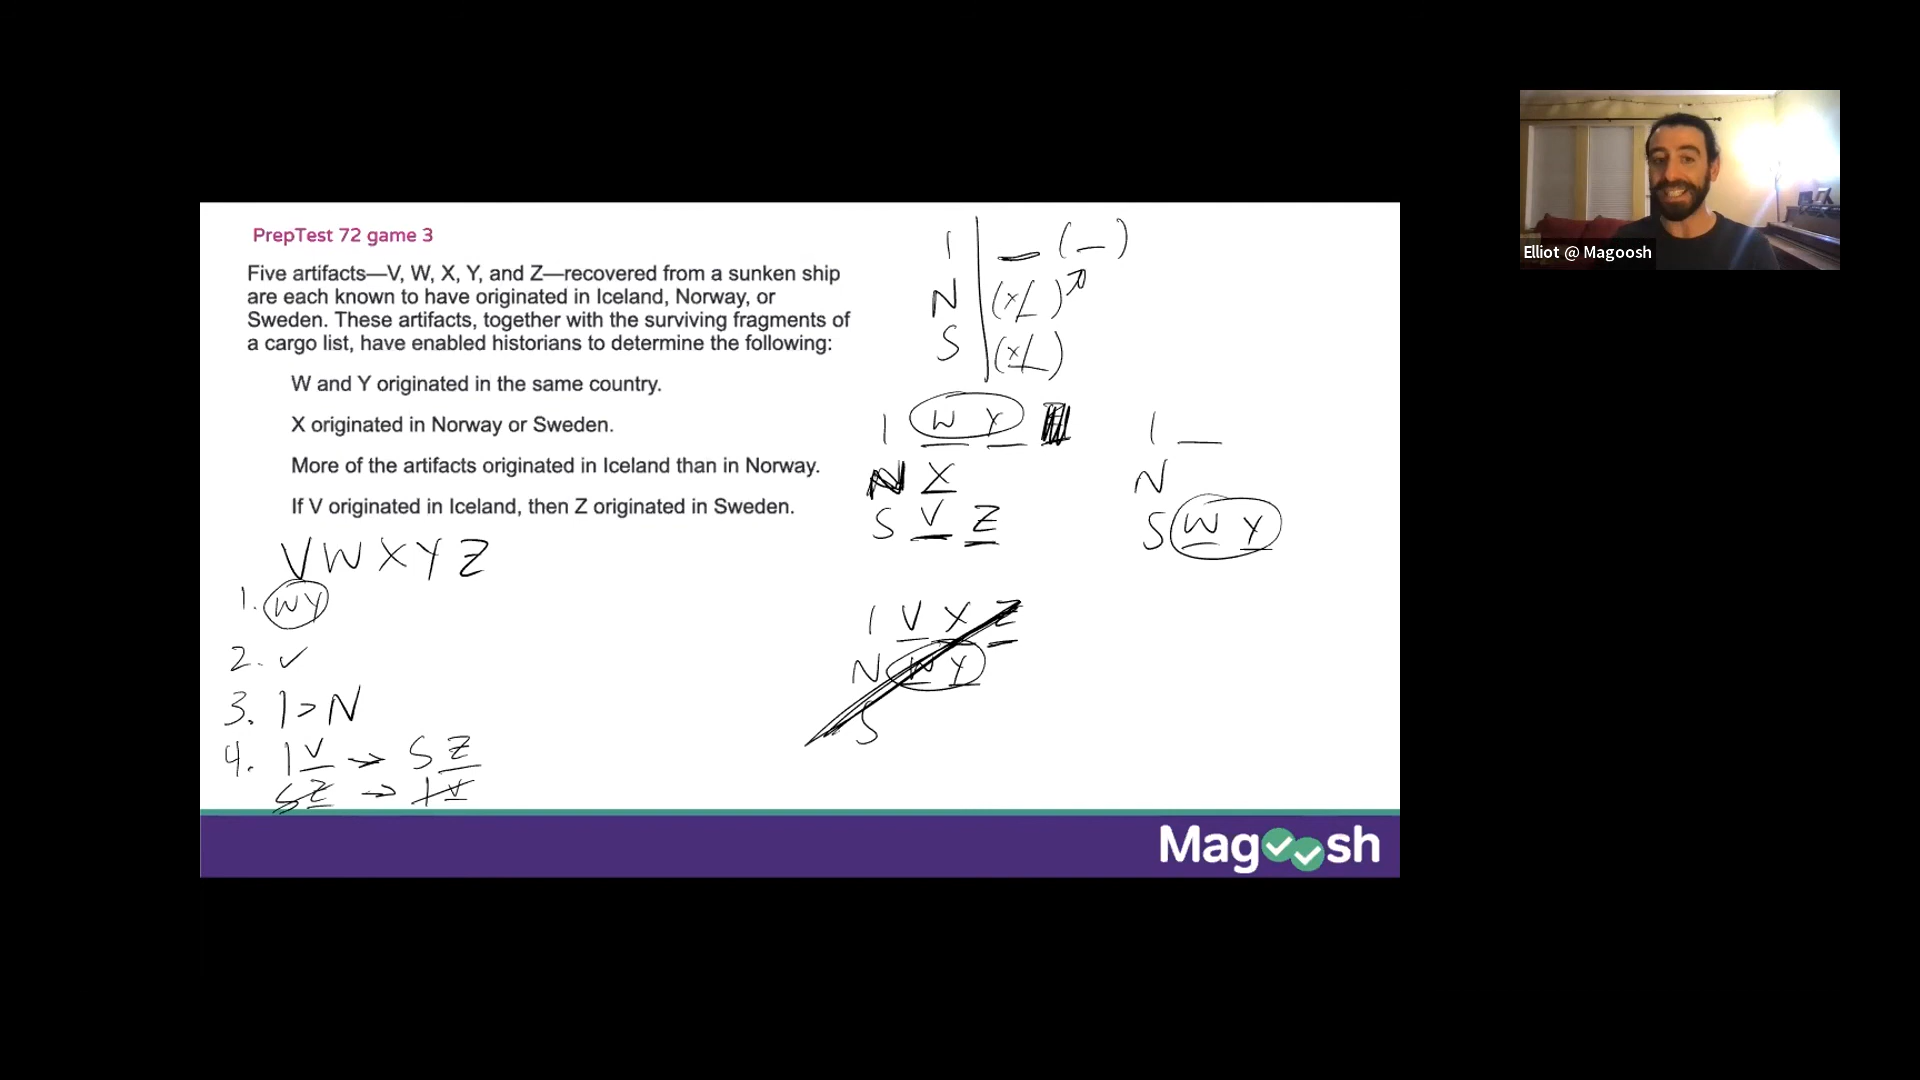 PrepTest 72 game 3
Five artifacts—V, W, X, Y, and Z—recovered from a sunken ship
are each known to have originated in Iceland, Norway, or
Sweden. These artifacts, together with the surviving fragments of
a cargo list, have enabled historians to determine the following:
W and Y originated in the same country.
X originated in Norway or Sweden.
More of the artifacts originated in Iceland than in Norway.
If V originated in Iceland, then Z originated in Sweden.
V W X Y Z
1. WY
2. ✓
3. I > N
4. I V → S Z
S Z → I V
I _ (_)
N (X/_)
S (X/_)
I W Y
N X
S V Z
I _
N
S W Y
I V X Z
N W Y
S
Magoosh
Elliot @ Magoosh